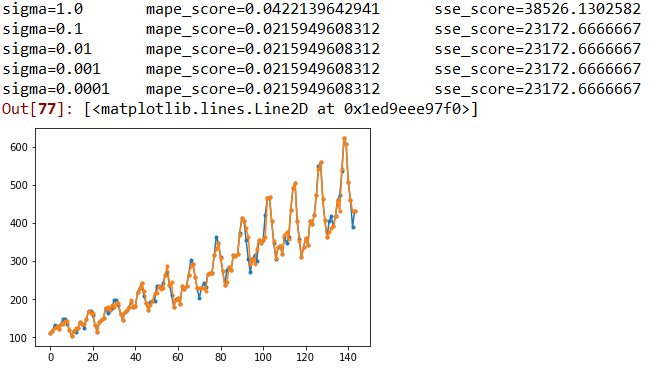 sigma=1.0 mape_score=0.0422139642941 sse_score=38526.1302582
sigma=0.1 mape_score=0.0215949608312 sse_score=23172.6666667
sigma=0.01 mape_score=0.0215949608312 sse_score=23172.6666667
sigma=0.001 mape_score=0.0215949608312 sse_score=23172.6666667
sigma=0.0001 mape_score=0.0215949608312 sse_score=23172.6666667
Out[77]: [<matplotlib.lines.Line2D at 0x1ed9eee97f0>]
600
500
400
300
200
100
0 20 40 60 80 100 120 140